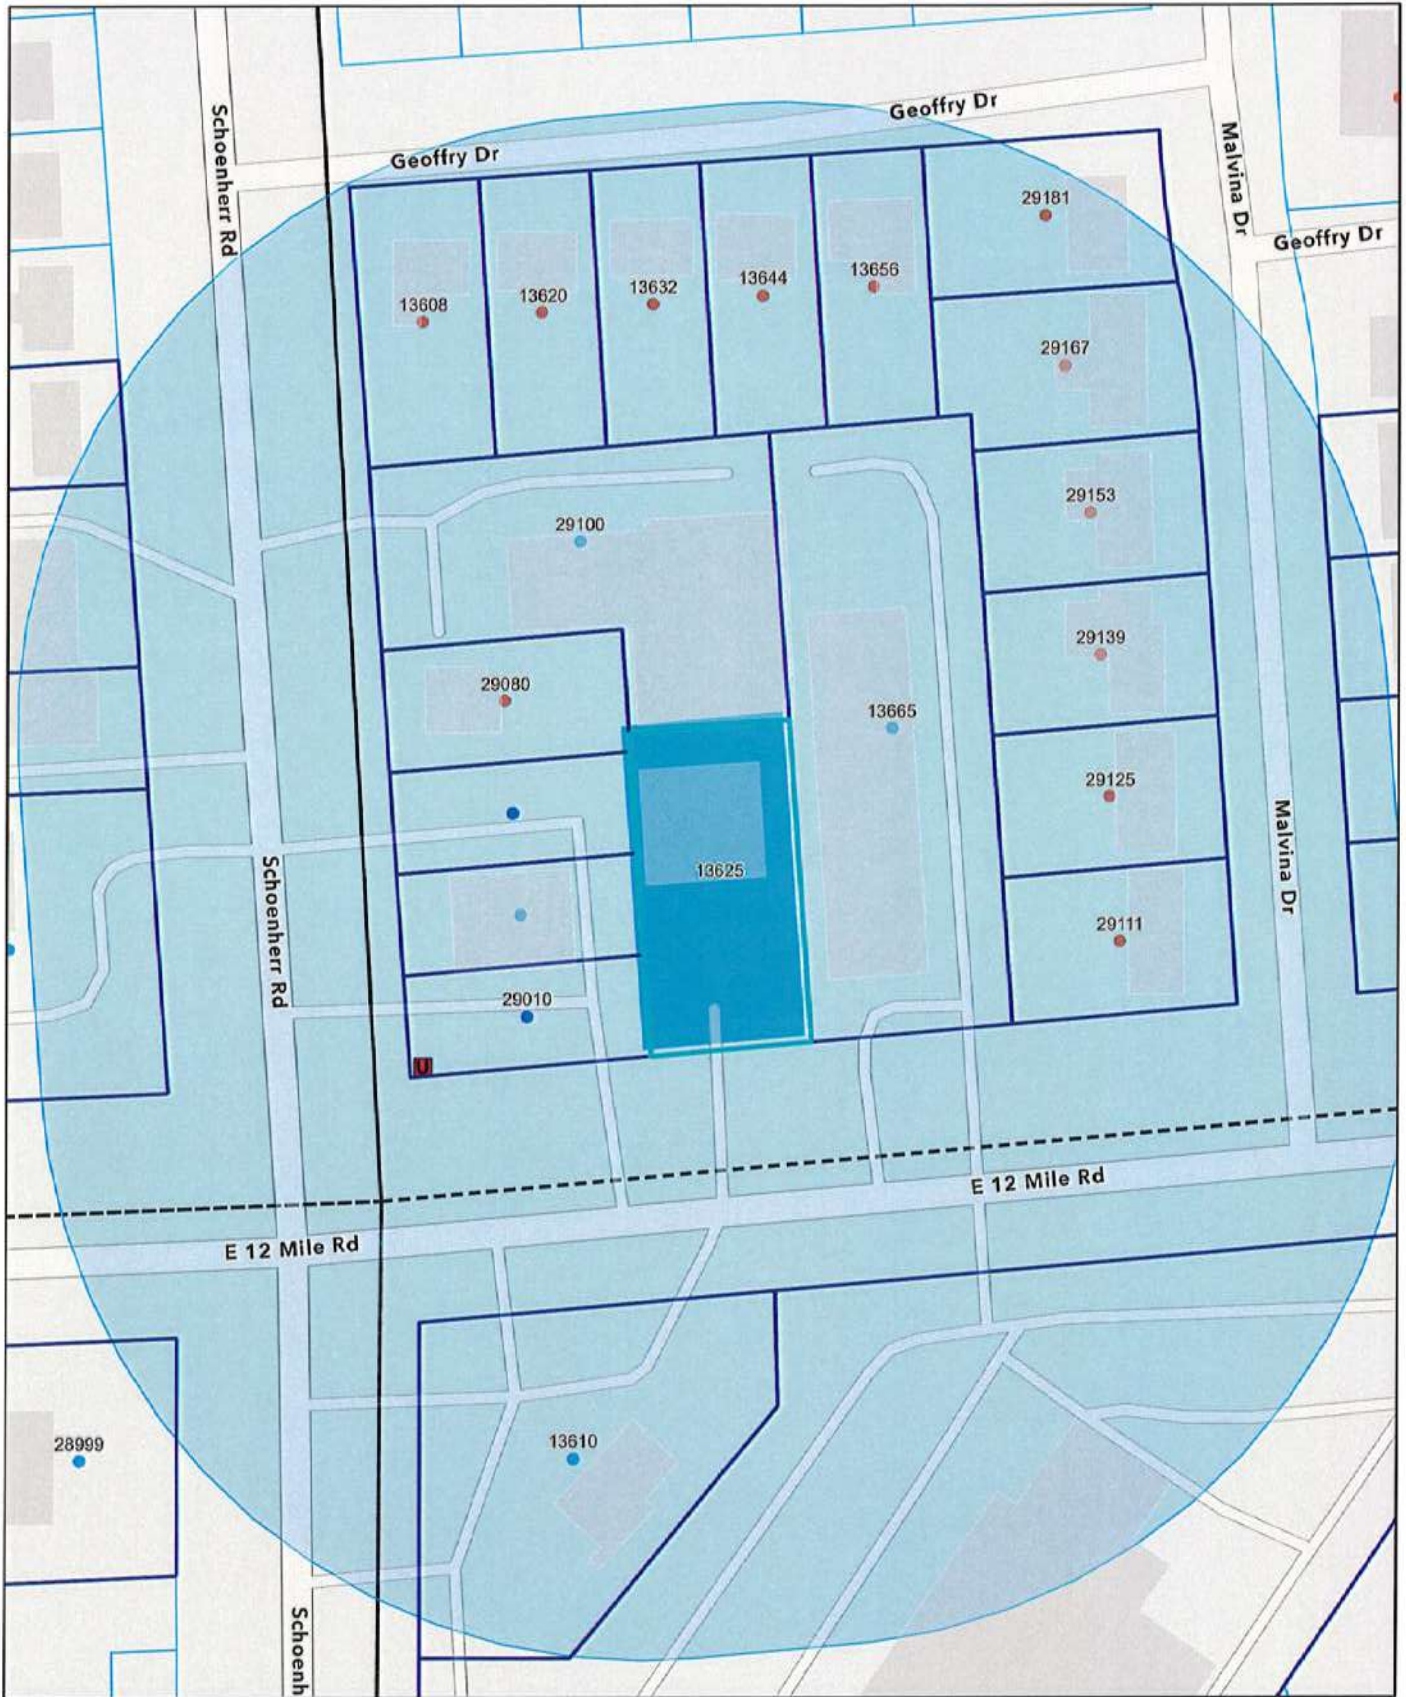 Geoffry Dr
Geoffry Dr
Schoenherr Rd
Malvina Dr
29181
Geoffry Dr
13608
13620
13632
13644
13656
29167
29153
29100
29139
29080
13665
29125
Malvina Dr
13625
Schoenherr Rd
29111
29010
U
E 12 Mile Rd
E 12 Mile Rd
28999
13610
Schoenh